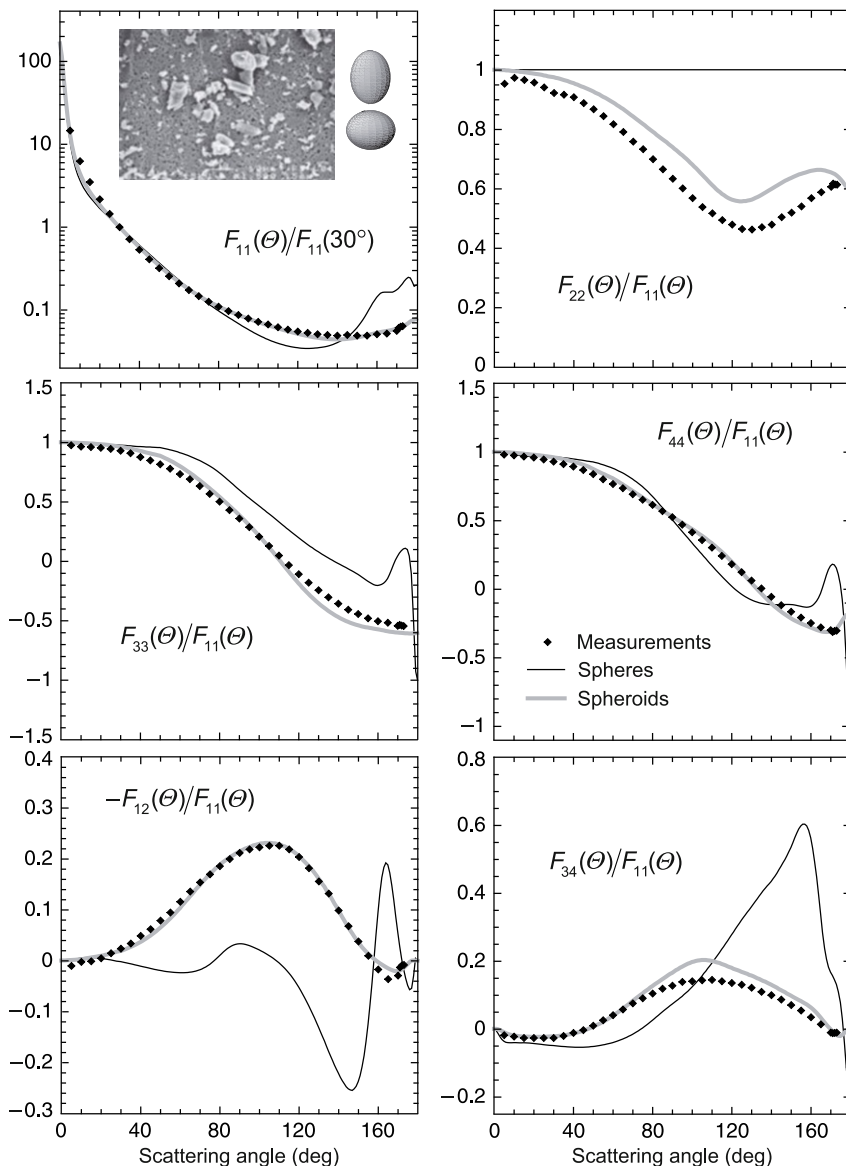 100
10
1
0.1
F11(Θ)/F11(30°)
1
0.8
0.6
0.4
0.2
0
F22(Θ)/F11(Θ)
1.5
1
0.5
0
−0.5
−1
−1.5
F33(Θ)/F11(Θ)
1.5
1
0.5
0
−0.5
−1
F44(Θ)/F11(Θ)
Measurements
Spheres
Spheroids
0.4
0.3
0.2
0.1
0
−0.1
−0.2
−0.3
−F12(Θ)/F11(Θ)
0 40 80 120 160
Scattering angle (deg)
0.8
0.6
0.4
0.2
0
−0.2
F34(Θ)/F11(Θ)
0 40 80 120 160
Scattering angle (deg)